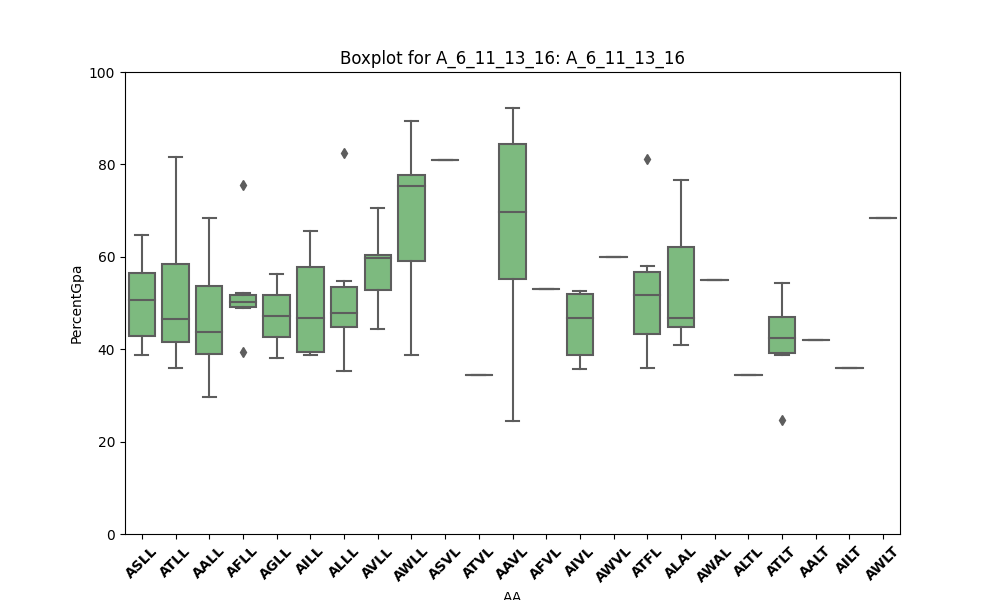 Boxplot for A_6_11_13_16: A_6_11_13_16
PercentGpa
100
80
60
40
20
0
ASLL ATLL AALL AFLL AGLL AILL ALLL AVLL AWLL ASVL ATVL AAVL AFVL AIVL AWVL ATFL ALAL AWAL ALTL ATLT AALT AILT AWLT
AA